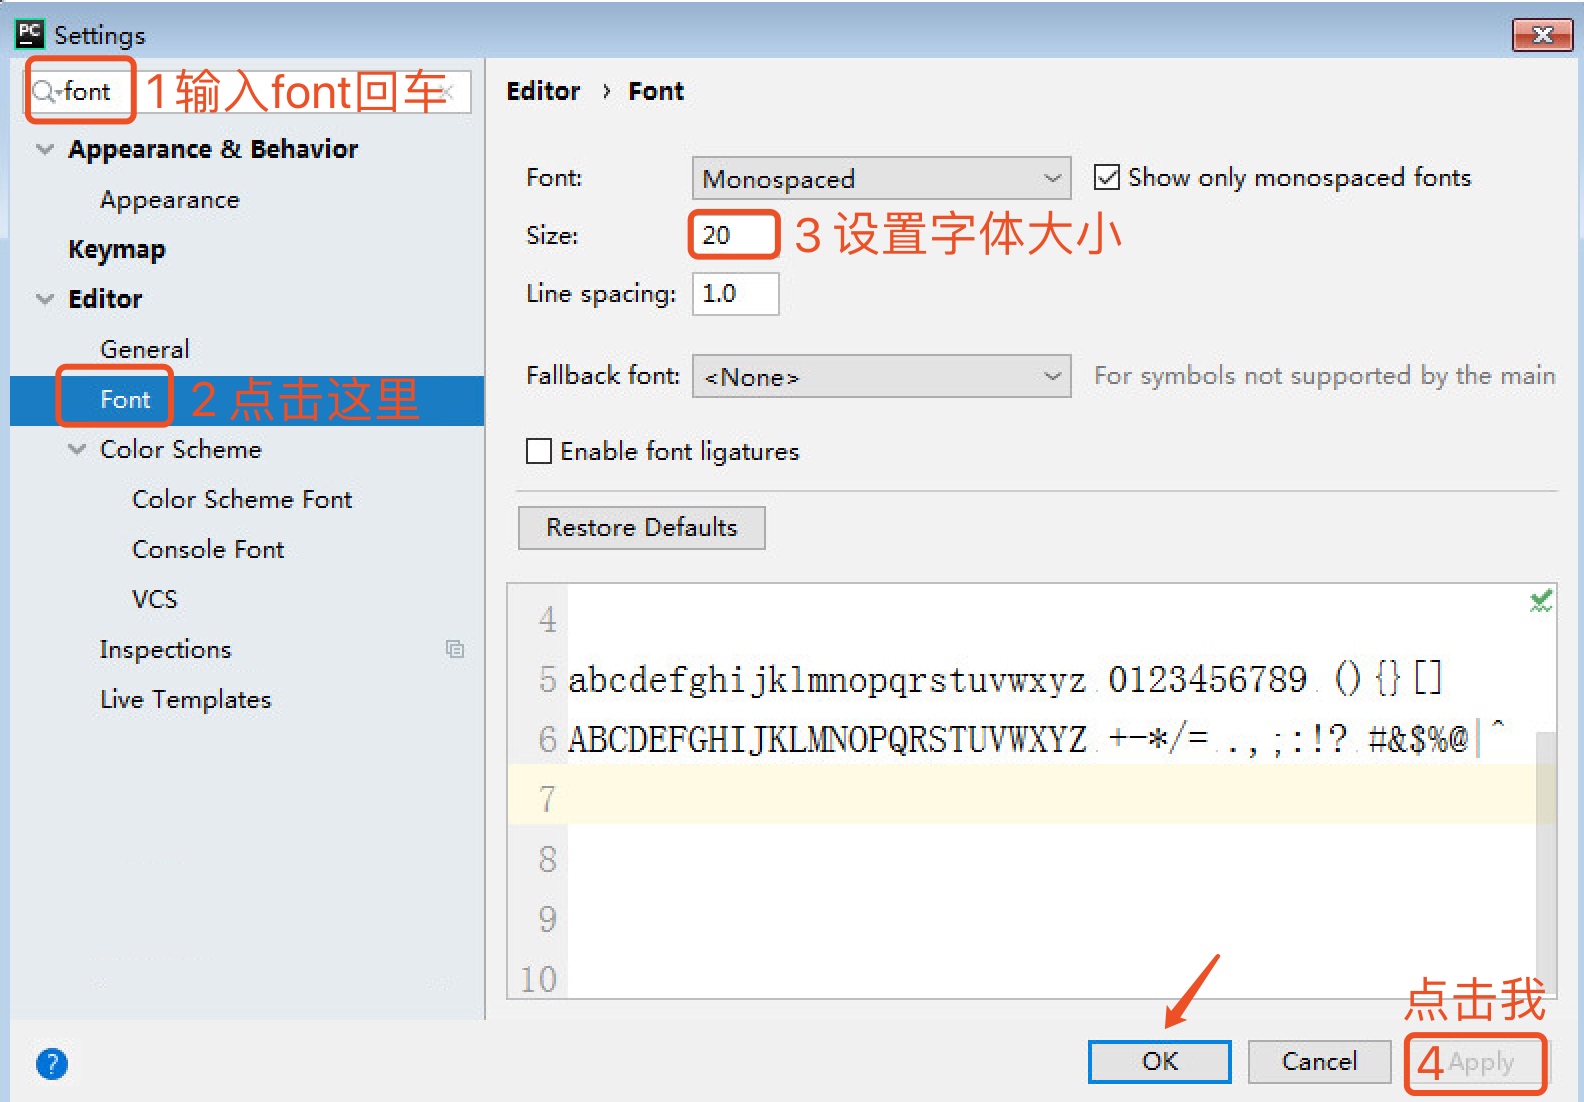 PC Settings
font 1 输入font回车
Appearance & Behavior
Appearance
Keymap
Editor
General
Font 2 点击这里
Color Scheme
Color Scheme Font
Console Font
VCS
Inspections
Live Templates
Editor › Font
Font: Monospaced Show only monospaced fonts
Size: 20 3 设置字体大小
Line spacing: 1.0
Fallback font: <None> For symbols not supported by the main
Enable font ligatures
Restore Defaults
4
5 abcdefghijklmnopqrstuvwxyz 0123456789 (){}[]
6 ABCDEFGHIJKLMNOPQRSTUVWXYZ +-*/= .,;:!? #&$%@|^
7
8
9
10
点击我
? OK Cancel 4 Apply